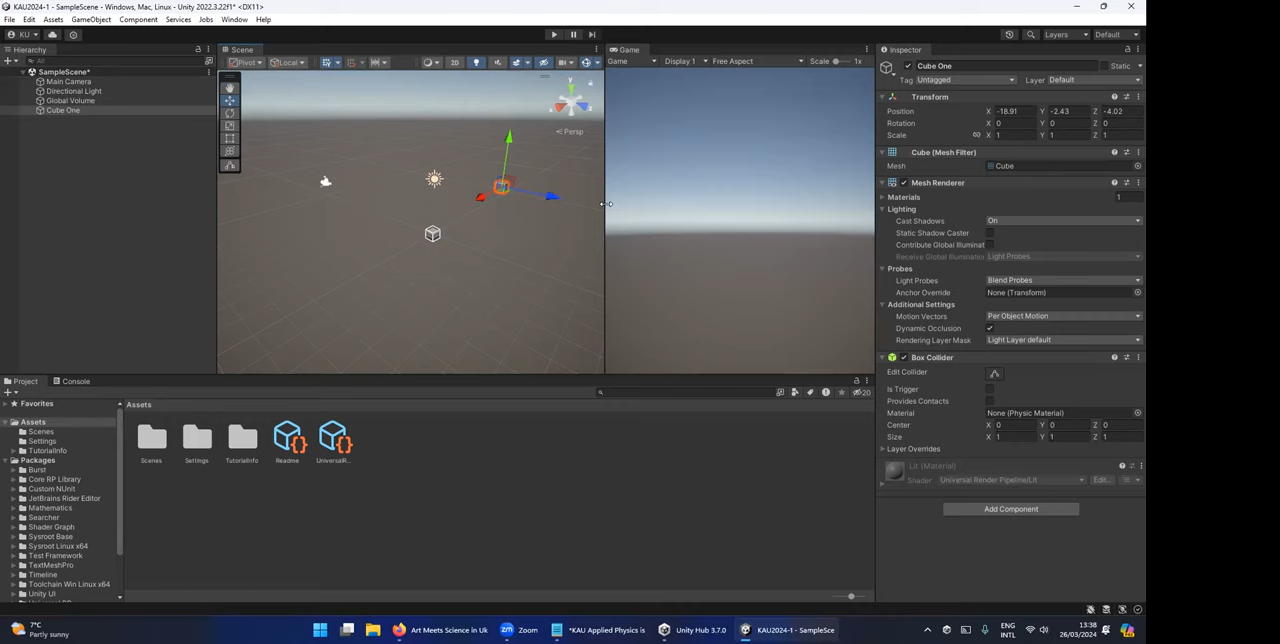 KAU2024-1 - SampleScene - Windows, Mac, Linux - Unity 2022.3.22f1* <DX11>
File Edit Assets GameObject Component Services Jobs Window Help
KU Layers Default
Hierarchy
All
SampleScene*
Main Camera
Directional Light
Global Volume
Cube One
Scene
Pivot Local 2D
y
x
z
Persp
Game
Game Display 1 Free Aspect Scale 1x
Inspector
Cube One Static
Tag Untagged Layer Default
Transform
Position X -18.91 Y -2.43 Z -4.02
Rotation X 0 Y 0 Z 0
Scale X 1 Y 1 Z 1
Cube (Mesh Filter)
Mesh Cube
Mesh Renderer
Materials 1
Lighting
Cast Shadows On
Static Shadow Caster
Contribute Global Illuminat
Receive Global Illumination Light Probes
Probes
Light Probes Blend Probes
Anchor Override None (Transform)
Additional Settings
Motion Vectors Per Object Motion
Dynamic Occlusion
Rendering Layer Mask Light Layer default
Box Collider
Edit Collider
Is Trigger
Provides Contacts
Material None (Physic Material)
Center X 0 Y 0 Z 0
Size X 1 Y 1 Z 1
Layer Overrides
Lit (Material)
Shader Universal Render Pipeline/Lit Edit...
Add Component
Project Console
20
Favorites
Assets
Scenes
Settings
TutorialInfo
Packages
Burst
Core RP Library
Custom NUnit
JetBrains Rider Editor
Mathematics
Searcher
Shader Graph
Sysroot Base
Sysroot Linux x64
Test Framework
TextMeshPro
Timeline
Toolchain Win Linux x64
Unity UI
Assets
Scenes Settings TutorialInfo Readme UniversalR...
7°C
Partly sunny
Art Meets Science in Uk
Zoom
*KAU Applied Physics is
Unity Hub 3.7.0
KAU2024-1 - SampleSce
ENG
INTL
13:38
26/03/2024